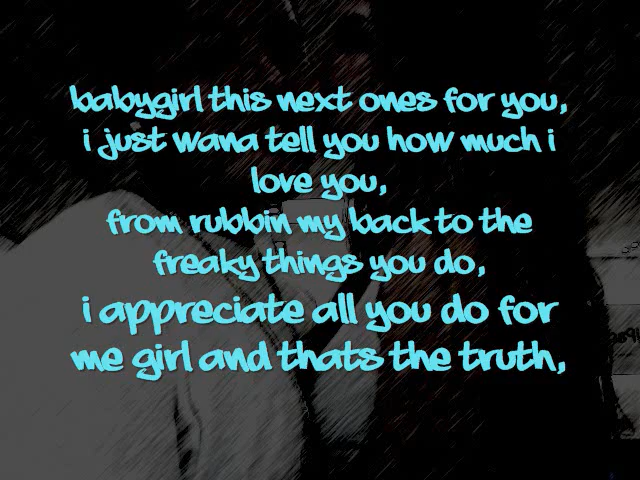 babygirl this next ones for you,
i just wana tell you how much i
love you,
from rubbin my back to the
freaky things you do,
i appreciate all you do for
me girl and thats the truth,